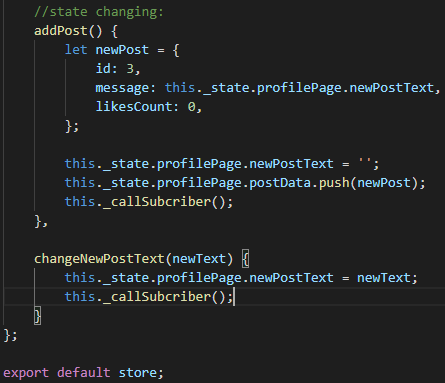 //state changing:
addPost() {
let newPost = {
id: 3,
message: this._state.profilePage.newPostText,
likesCount: 0,
};
this._state.profilePage.newPostText = '';
this._state.profilePage.postData.push(newPost);
this._callSubcriber();
},
changeNewPostText(newText) {
this._state.profilePage.newPostText = newText;
this._callSubcriber();
}
};
export default store;